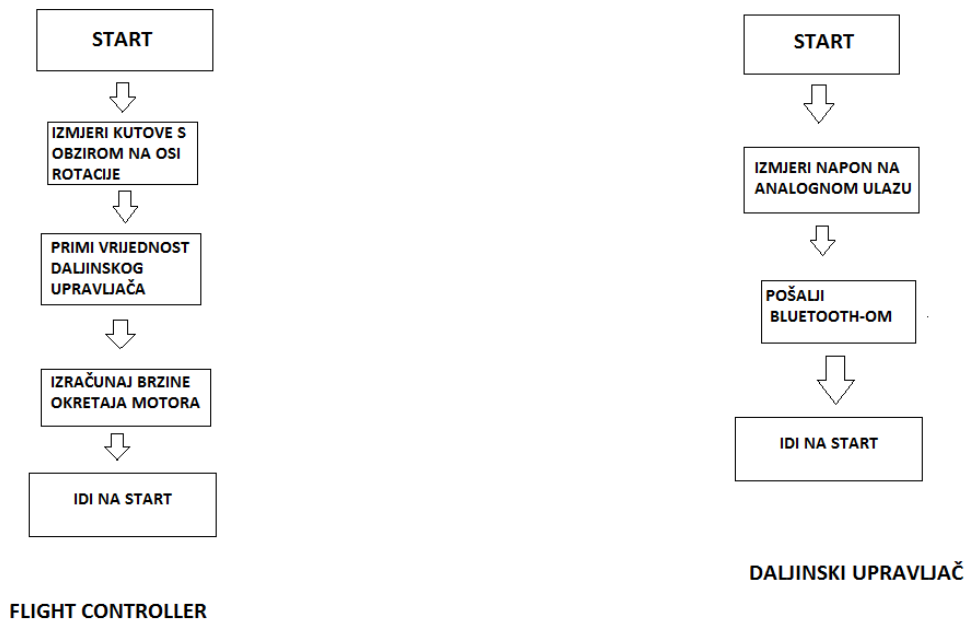 START
IZMJERI KUTOVE S
OBZIROM NA OSI
ROTACIJE
PRIMI VRIJEDNOST
DALJINSKOG
UPRAVLJAČA
IZRAČUNAJ BRZINE
OKRETAJA MOTORA
IDI NA START
FLIGHT CONTROLLER
START
IZMJERI NAPON NA
ANALOGNOM ULAZU
POŠALJI
BLUETOOTH-OM
IDI NA START
DALJINSKI UPRAVLJAČ